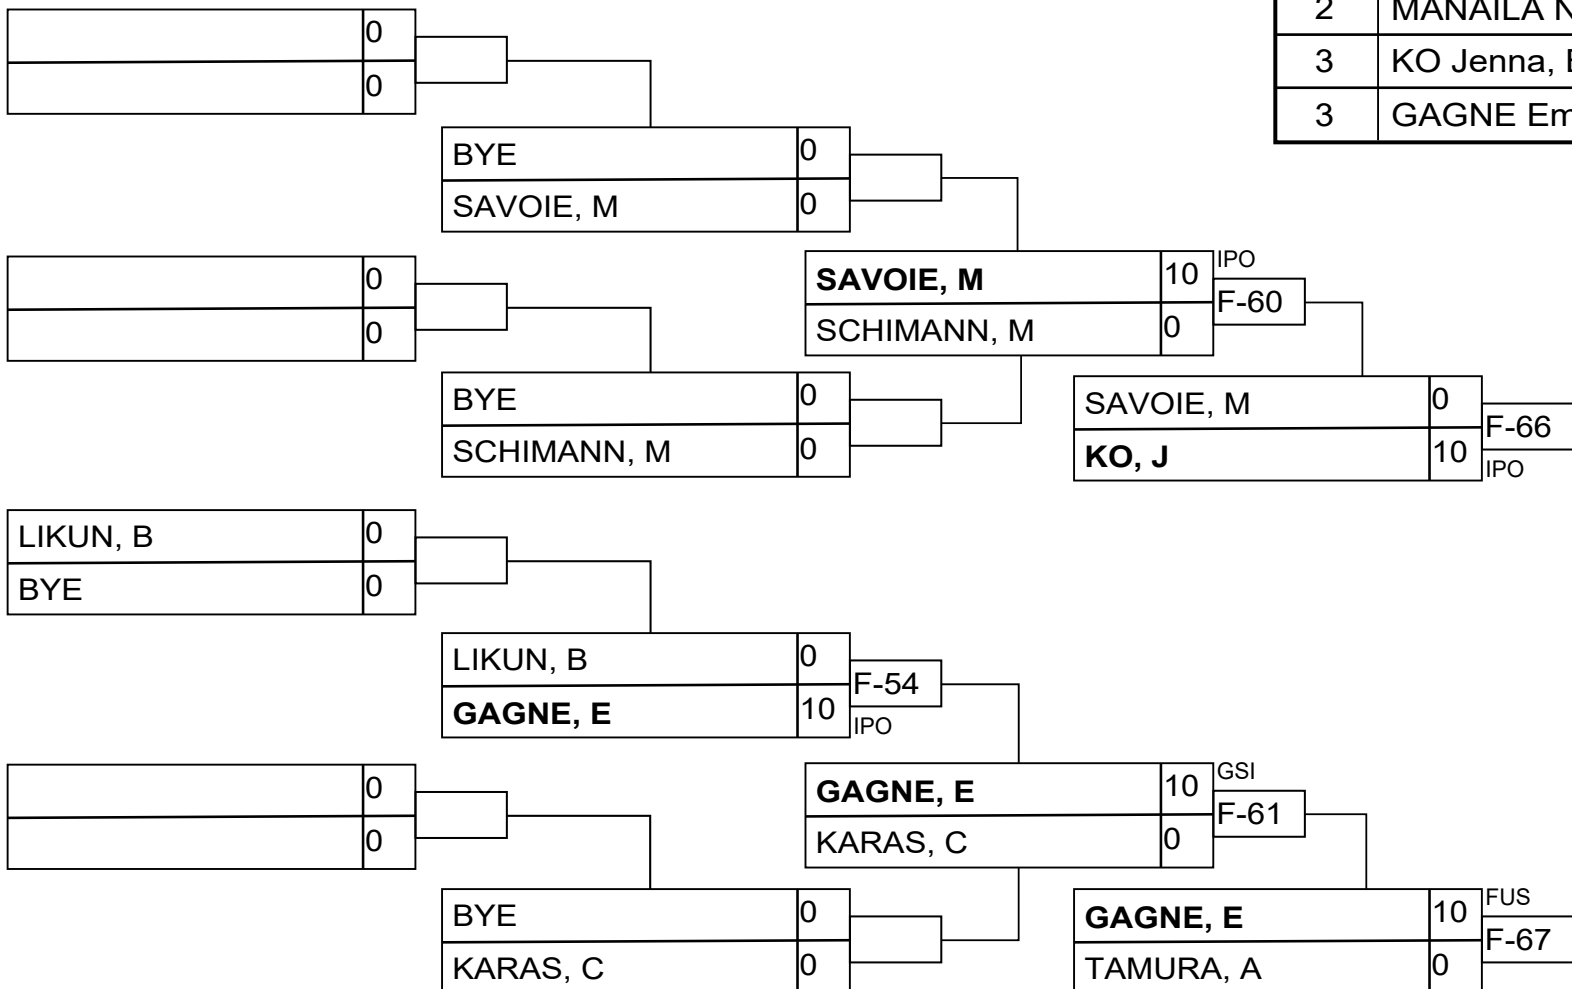 0
0
2 MANAILA
3 KO Jenna,
3 GAGNE
BYE 0
SAVOIE, M 0
0
0
SAVOIE, M 10 IPO
F-60
SCHIMANN, M 0
BYE 0
SCHIMANN, M 0
SAVOIE, M 0
F-66
KO, J 10 IPO
LIKUN, B 0
BYE 0
LIKUN, B 0
F-54
GAGNE, E 10 IPO
0
0
GAGNE, E 10 GSI
F-61
KARAS, C 0
BYE 0
KARAS, C 0
GAGNE, E 10 FUS
F-67
TAMURA, A 0